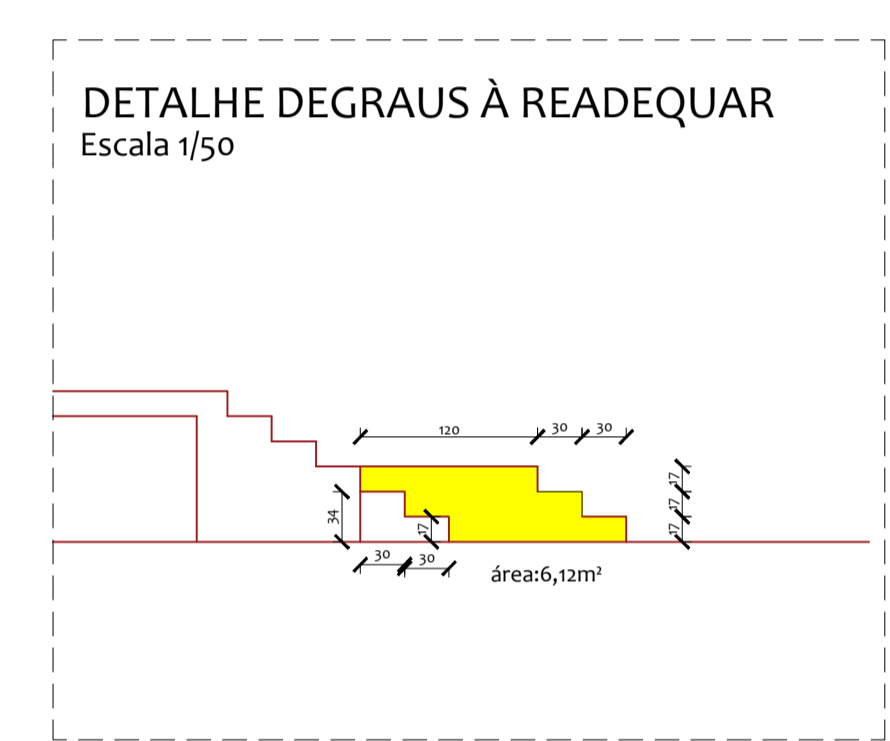 DETALHE DEGRAUS À READEQUAR
Escala 1/50
120 30 30
17
17
17
34
17
30 30
área:6,12m²